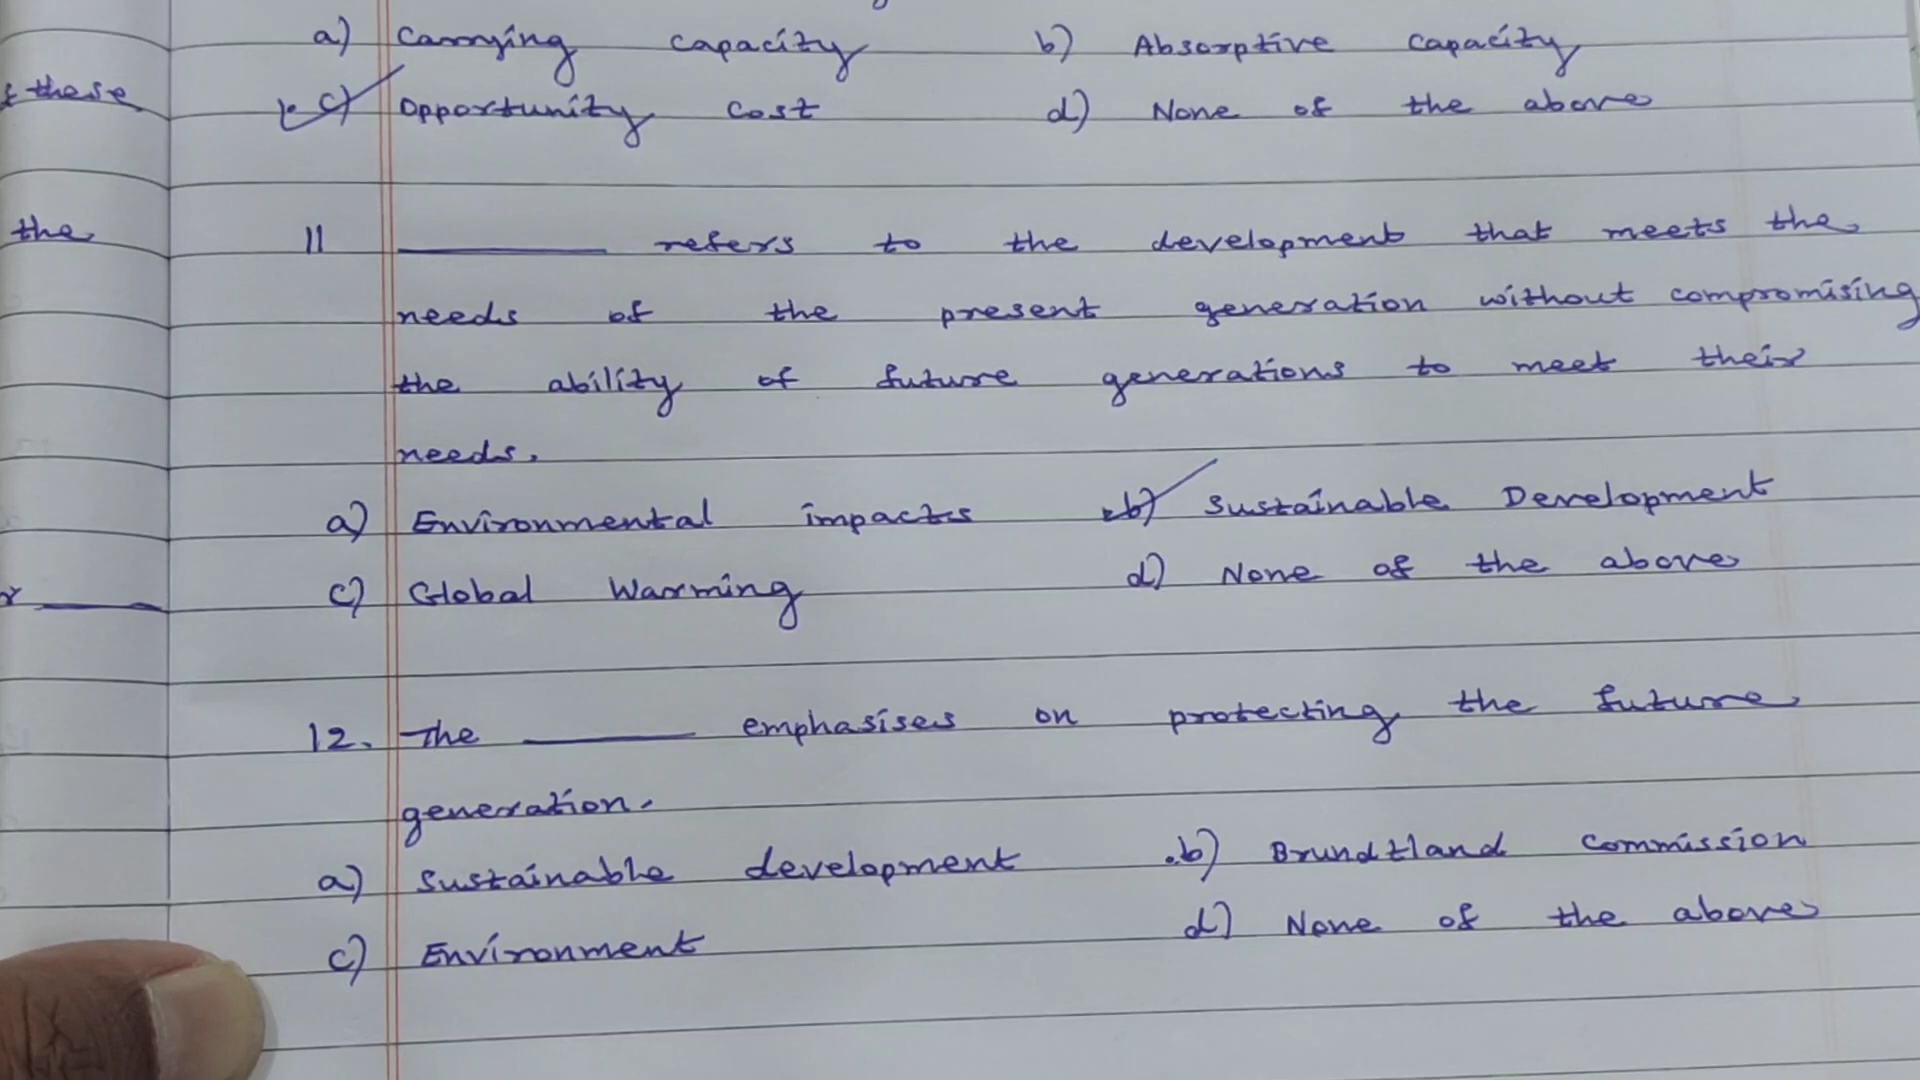 a) Carrying capacity b) Absorptive capacity
these
c) Opportunity cost d) None of the above
the
11 ______ refers to the development that meets the
needs of the present generation without compromising
the ability of future generations to meet their
needs.
a) Environmental impacts b) Sustainable Development
c) Global Warming d) None of the above
12. The ______ emphasises on protecting the future
generation.
a) Sustainable development b) Brundtland Commission
c) Environment d) None of the above